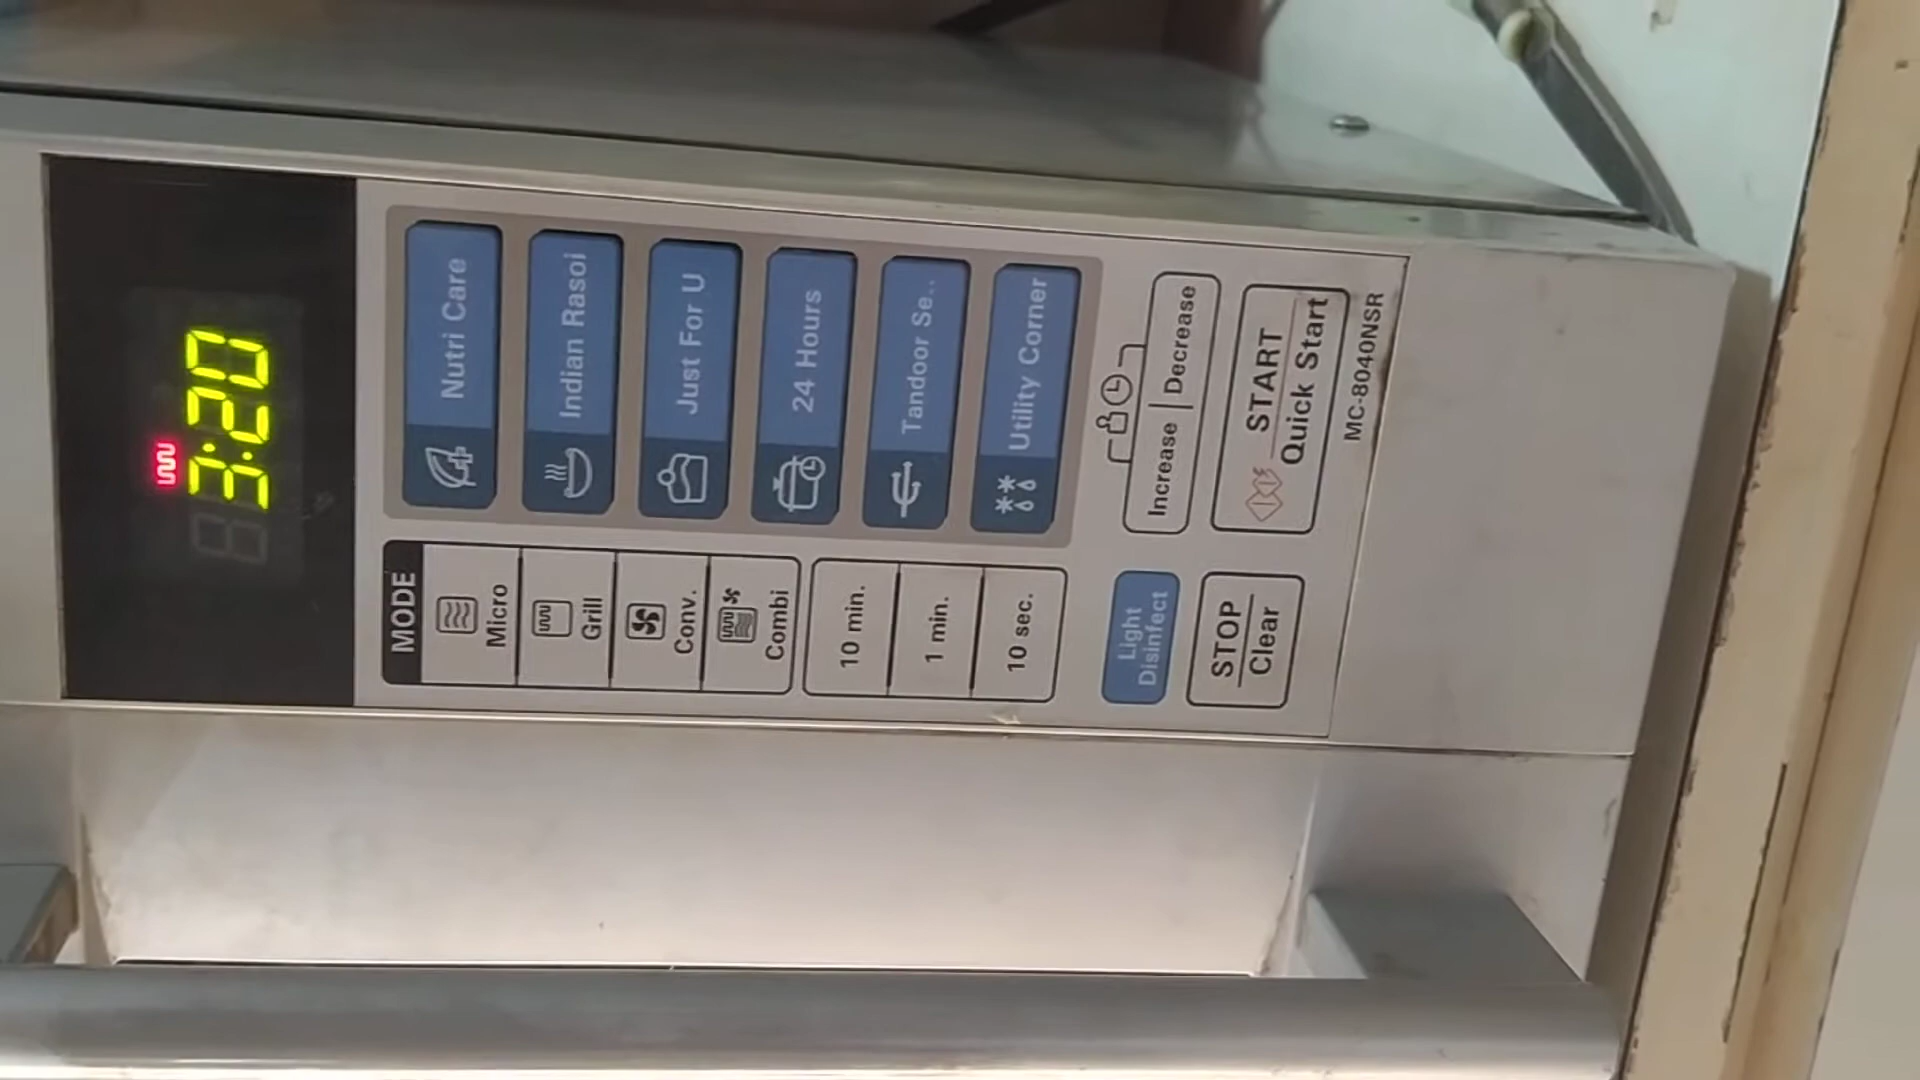 3:20
Nutri Care
Indian Rasoi
Just For U
24 Hours
Tandoor Se..
Utility Corner
MODE
Micro
Grill
Conv.
Combi
10 min.
1 min.
10 sec.
Increase | Decrease
Light
Disinfect
STOP
Clear
START
Quick Start
MC-8040NSR